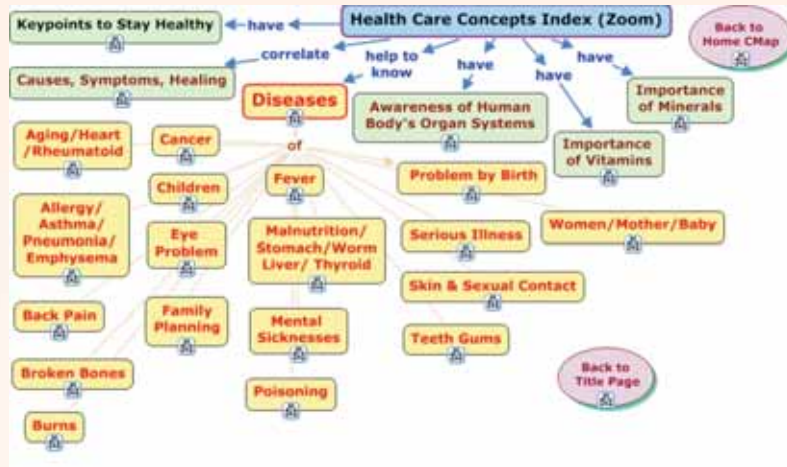 Health Care Concepts Index (Zoom)
Back to
Home CMap
Keypoints to Stay Healthy
have
correlate
help to
know
have
have
have
Causes, Symptoms, Healing
Diseases
Awareness of Human
Body's Organ Systems
Importance
of Vitamins
Importance
of Minerals
of
Aging/Heart
/Rheumatoid
Cancer
Children
Fever
Problem by Birth
Allergy/
Asthma/
Pneumonia/
Emphysema
Eye
Problem
Malnutrition/
Stomach/Worm
Liver/ Thyroid
Serious Illness
Women/Mother/Baby
Back Pain
Family
Planning
Mental
Sicknesses
Skin & Sexual Contact
Teeth Gums
Broken Bones
Poisoning
Burns
Back to
Title Page